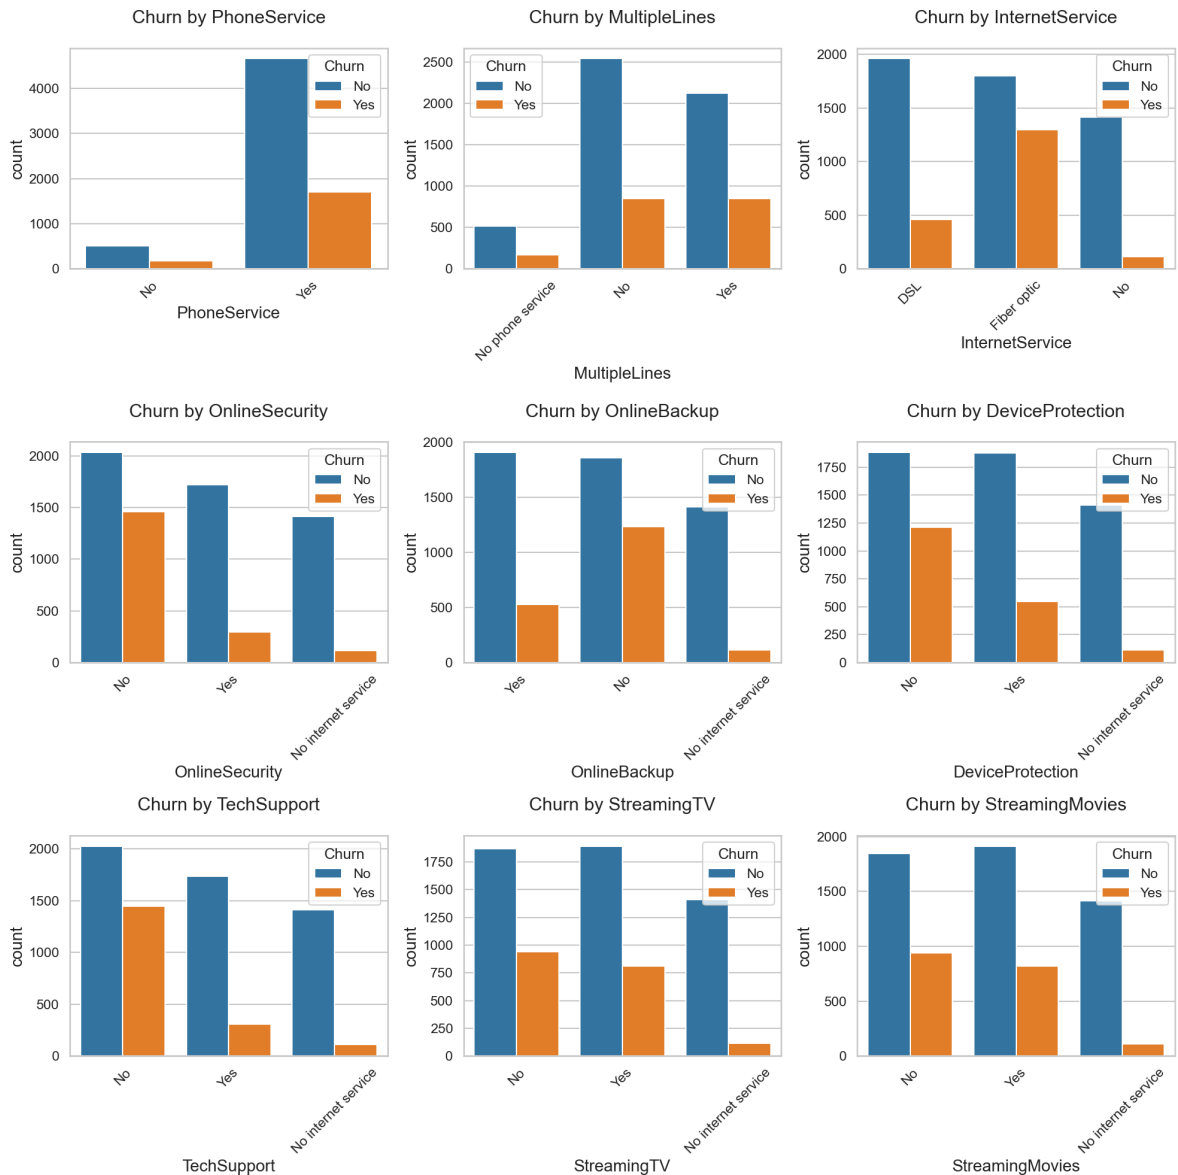 Churn by PhoneService
Churn
No
Yes
4000
3000
2000
1000
0
count
No
Yes
PhoneService
Churn by MultipleLines
Churn
No
Yes
2500
2000
1500
1000
500
0
count
No phone service
No
Yes
MultipleLines
Churn by InternetService
Churn
No
Yes
2000
1500
1000
500
0
count
DSL
Fiber optic
No
InternetService
Churn by OnlineSecurity
Churn
No
Yes
2000
1500
1000
500
0
count
No
Yes
No internet service
OnlineSecurity
Churn by OnlineBackup
Churn
No
Yes
2000
1500
1000
500
0
count
Yes
No
No internet service
OnlineBackup
Churn by DeviceProtection
Churn
No
Yes
1750
1500
1250
1000
750
500
250
0
count
No
Yes
No internet service
DeviceProtection
Churn by TechSupport
Churn
No
Yes
2000
1500
1000
500
0
count
No
Yes
No internet service
TechSupport
Churn by StreamingTV
Churn
No
Yes
1750
1500
1250
1000
750
500
250
0
count
No
Yes
No internet service
StreamingTV
Churn by StreamingMovies
Churn
No
Yes
2000
1500
1000
500
0
count
No
Yes
No internet service
StreamingMovies